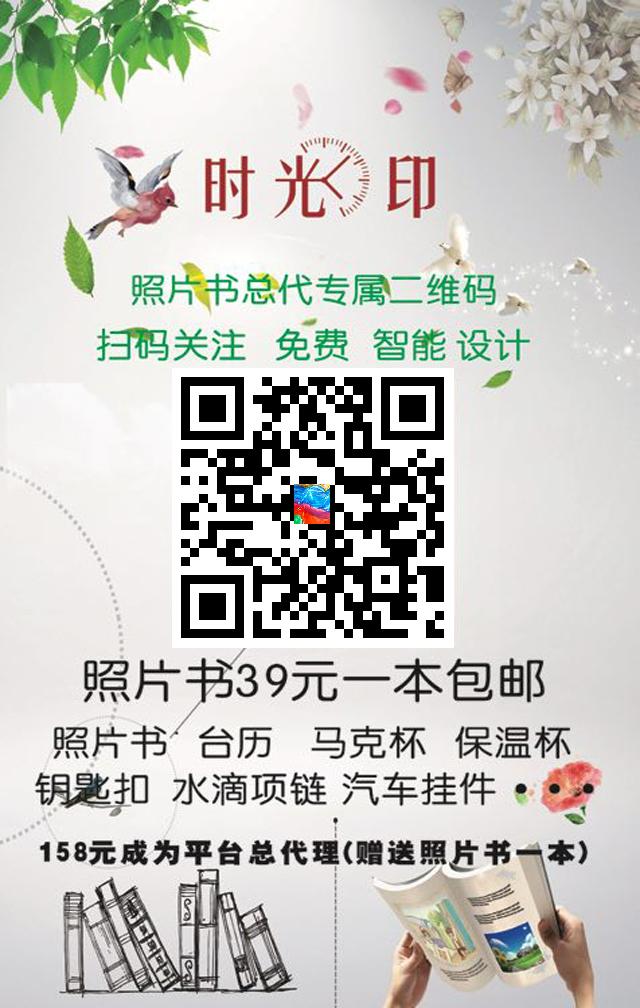 时光印
照片书总代专属二维码
扫码关注 免费 智能 设计
照片书39元一本包邮
照片书 台历 马克杯 保温杯
钥匙扣 水滴项链 汽车挂件
158元成为平台总代理(赠送照片书一本)